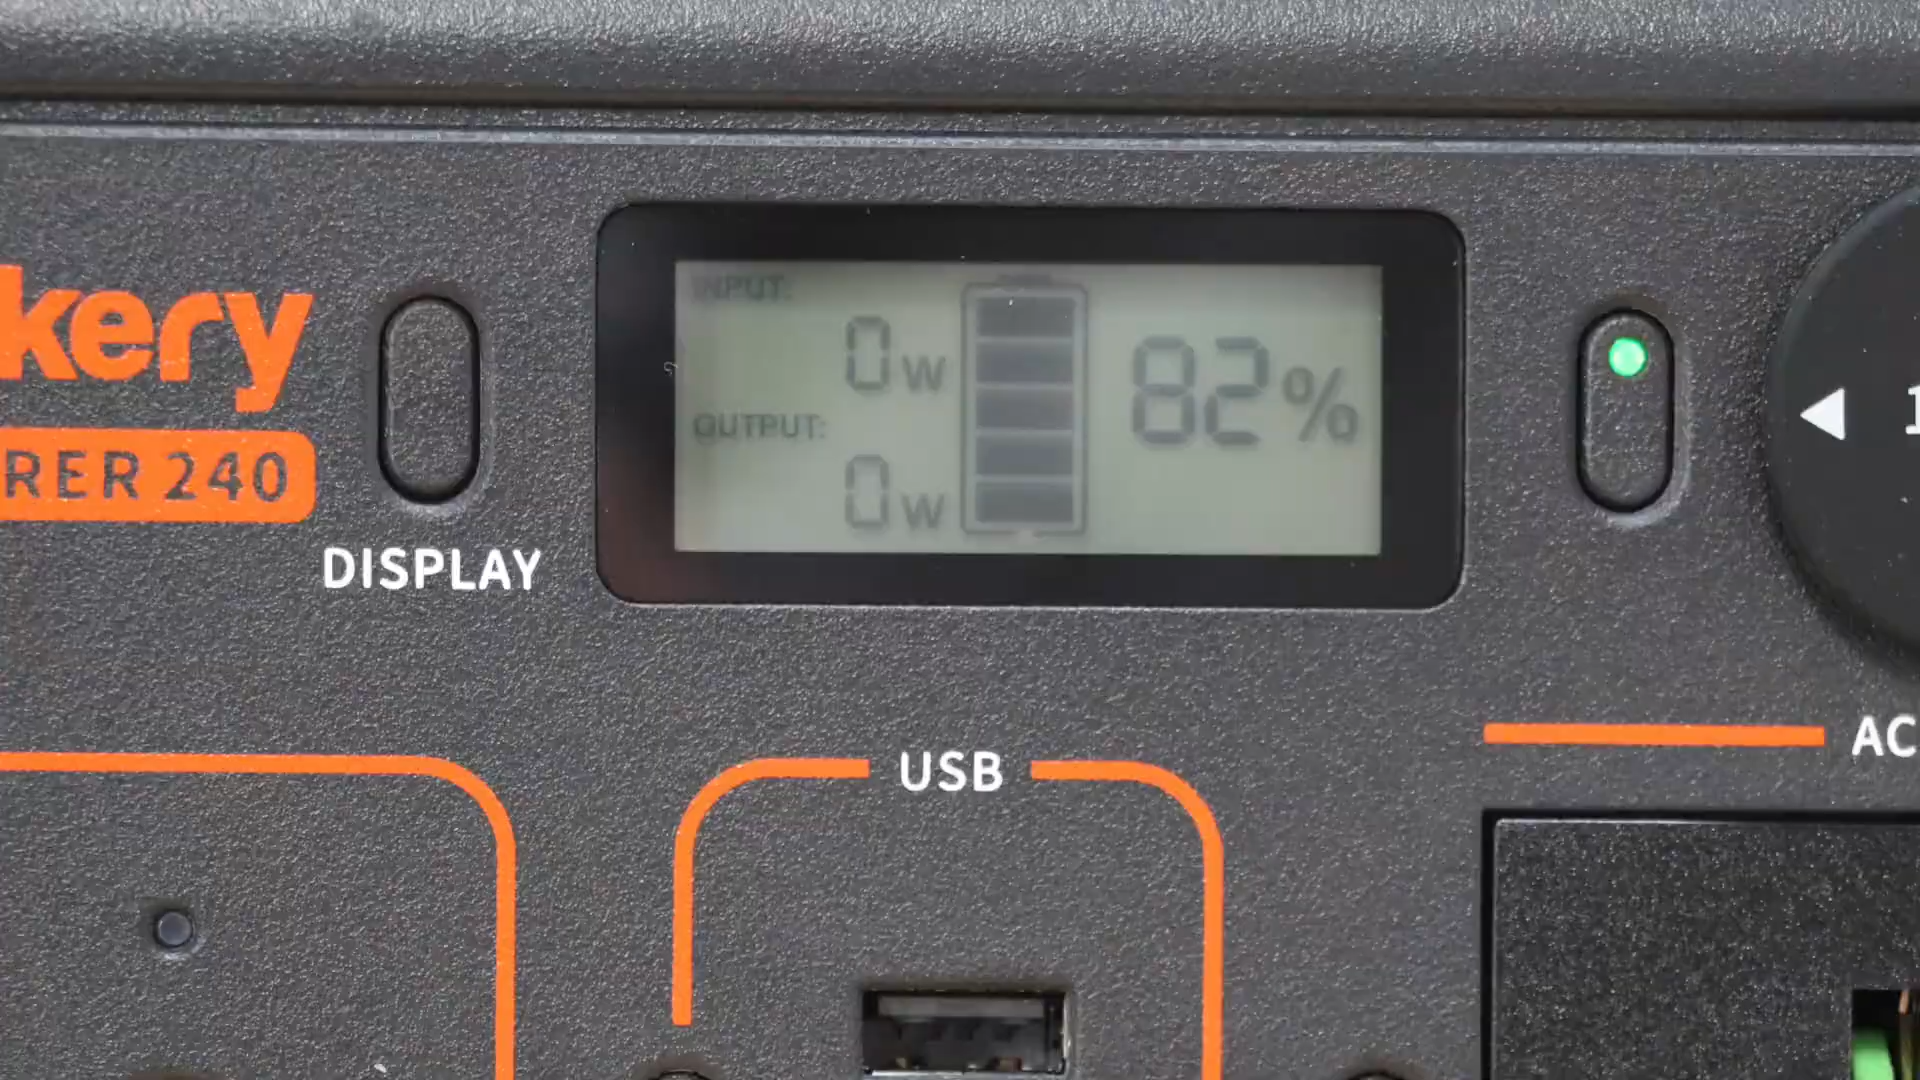 kery
RER 240
DISPLAY
INPUT:
0W
OUTPUT:
0W
82%
USB
AC